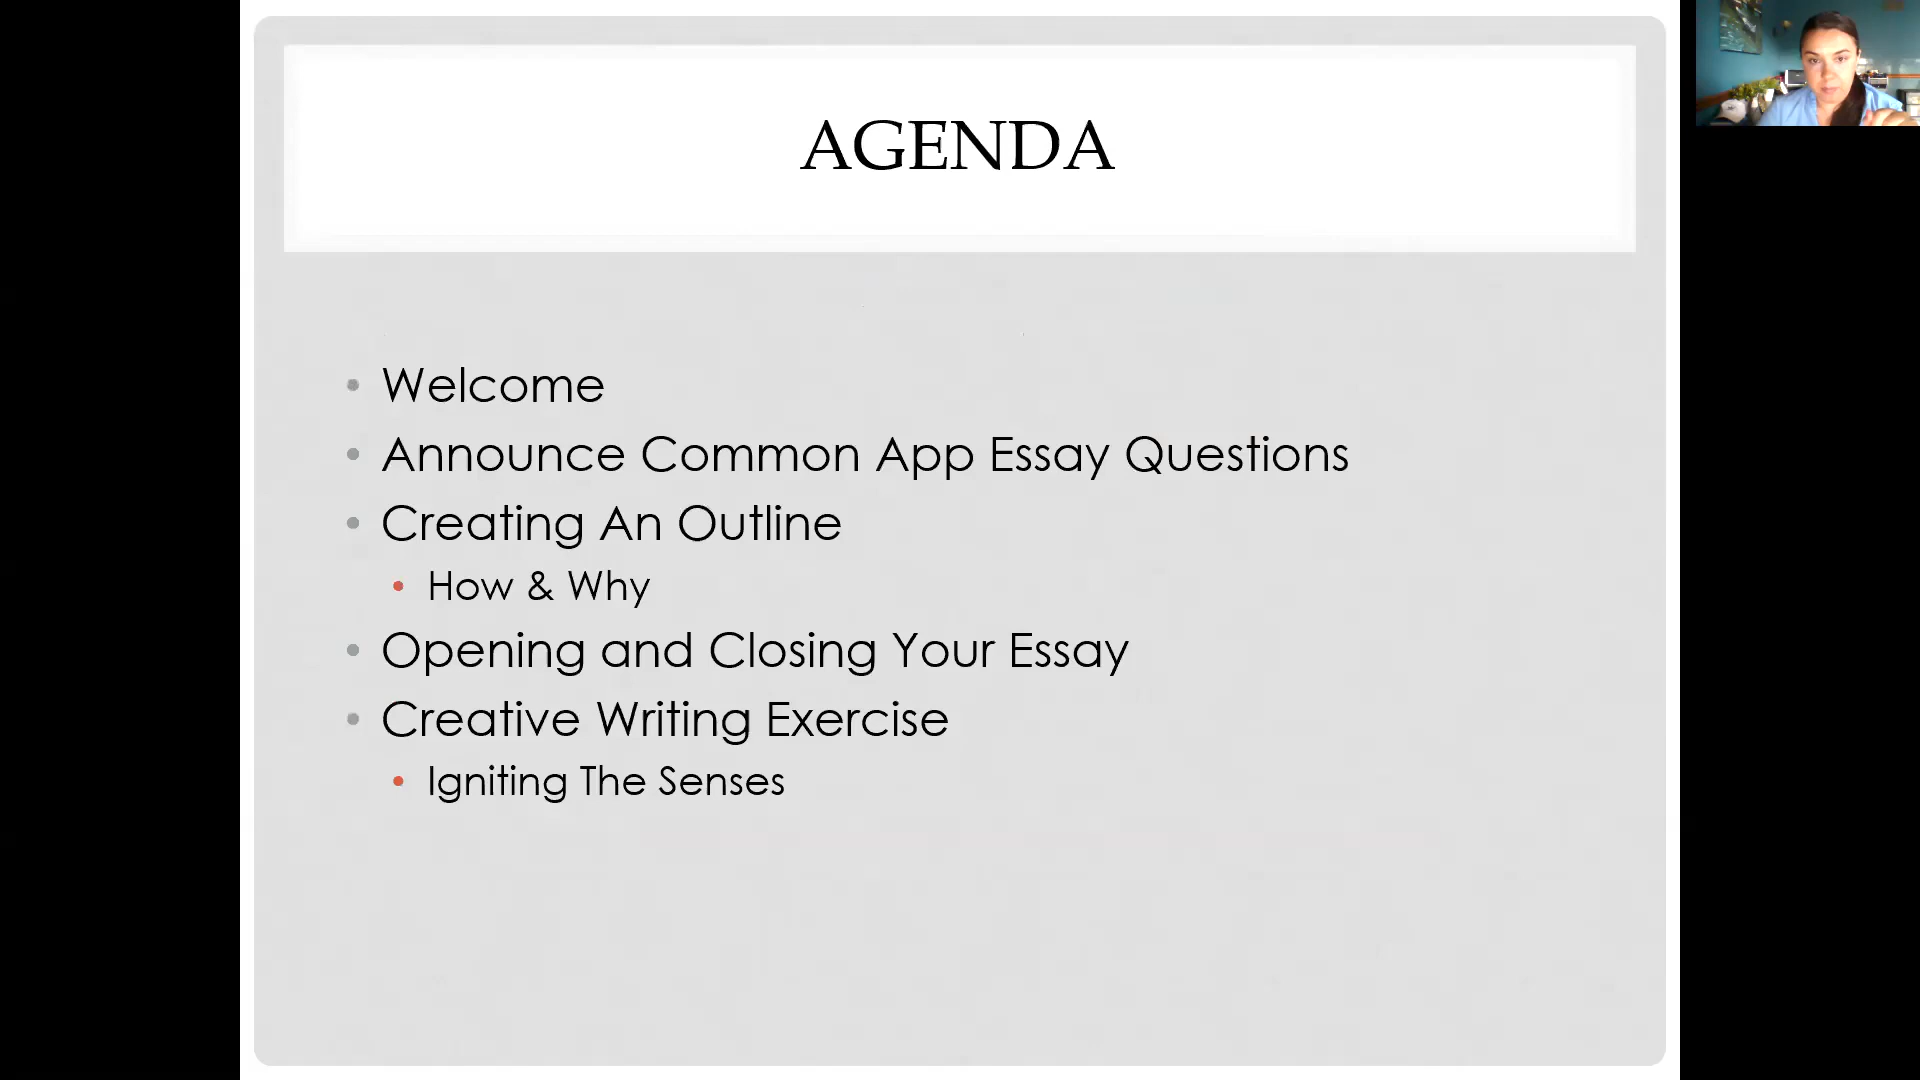 AGENDA
• Welcome
• Announce Common App Essay Questions
• Creating An Outline
• How & Why
• Opening and Closing Your Essay
• Creative Writing Exercise
• Igniting The Senses